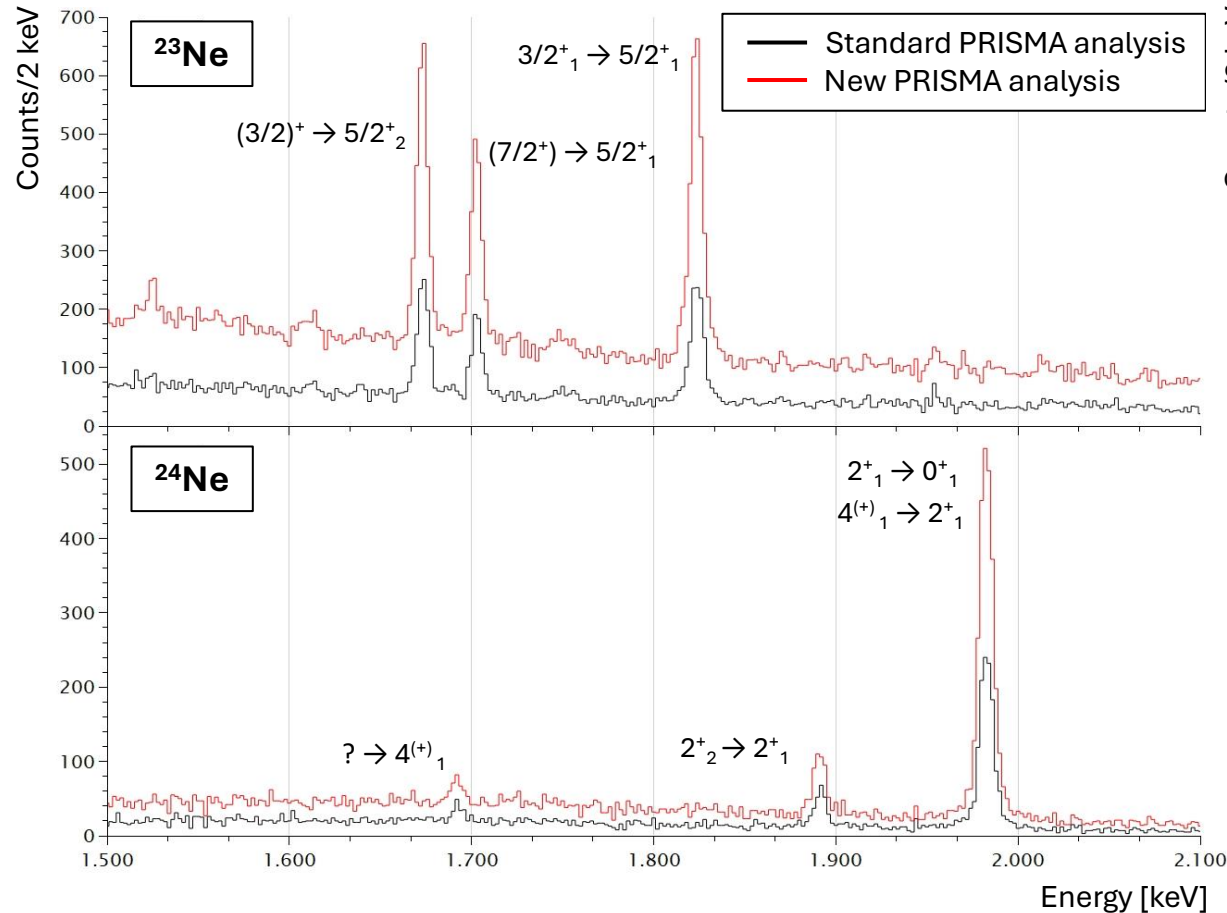 Counts/2 keV
700
600
500
400
300
200
100
0
²³Ne
(3/2)⁺ → 5/2⁺₂
(7/2⁺) → 5/2⁺₁
3/2⁺₁ → 5/2⁺₁
Standard PRISMA analysis
New PRISMA analysis
500
400
300
200
100
0
²⁴Ne
? → 4⁽⁺⁾₁
2⁺₂ → 2⁺₁
2⁺₁ → 0⁺₁
4⁽⁺⁾₁ → 2⁺₁
1.500 1.600 1.700 1.800 1.900 2.000 2.100
Energy [keV]